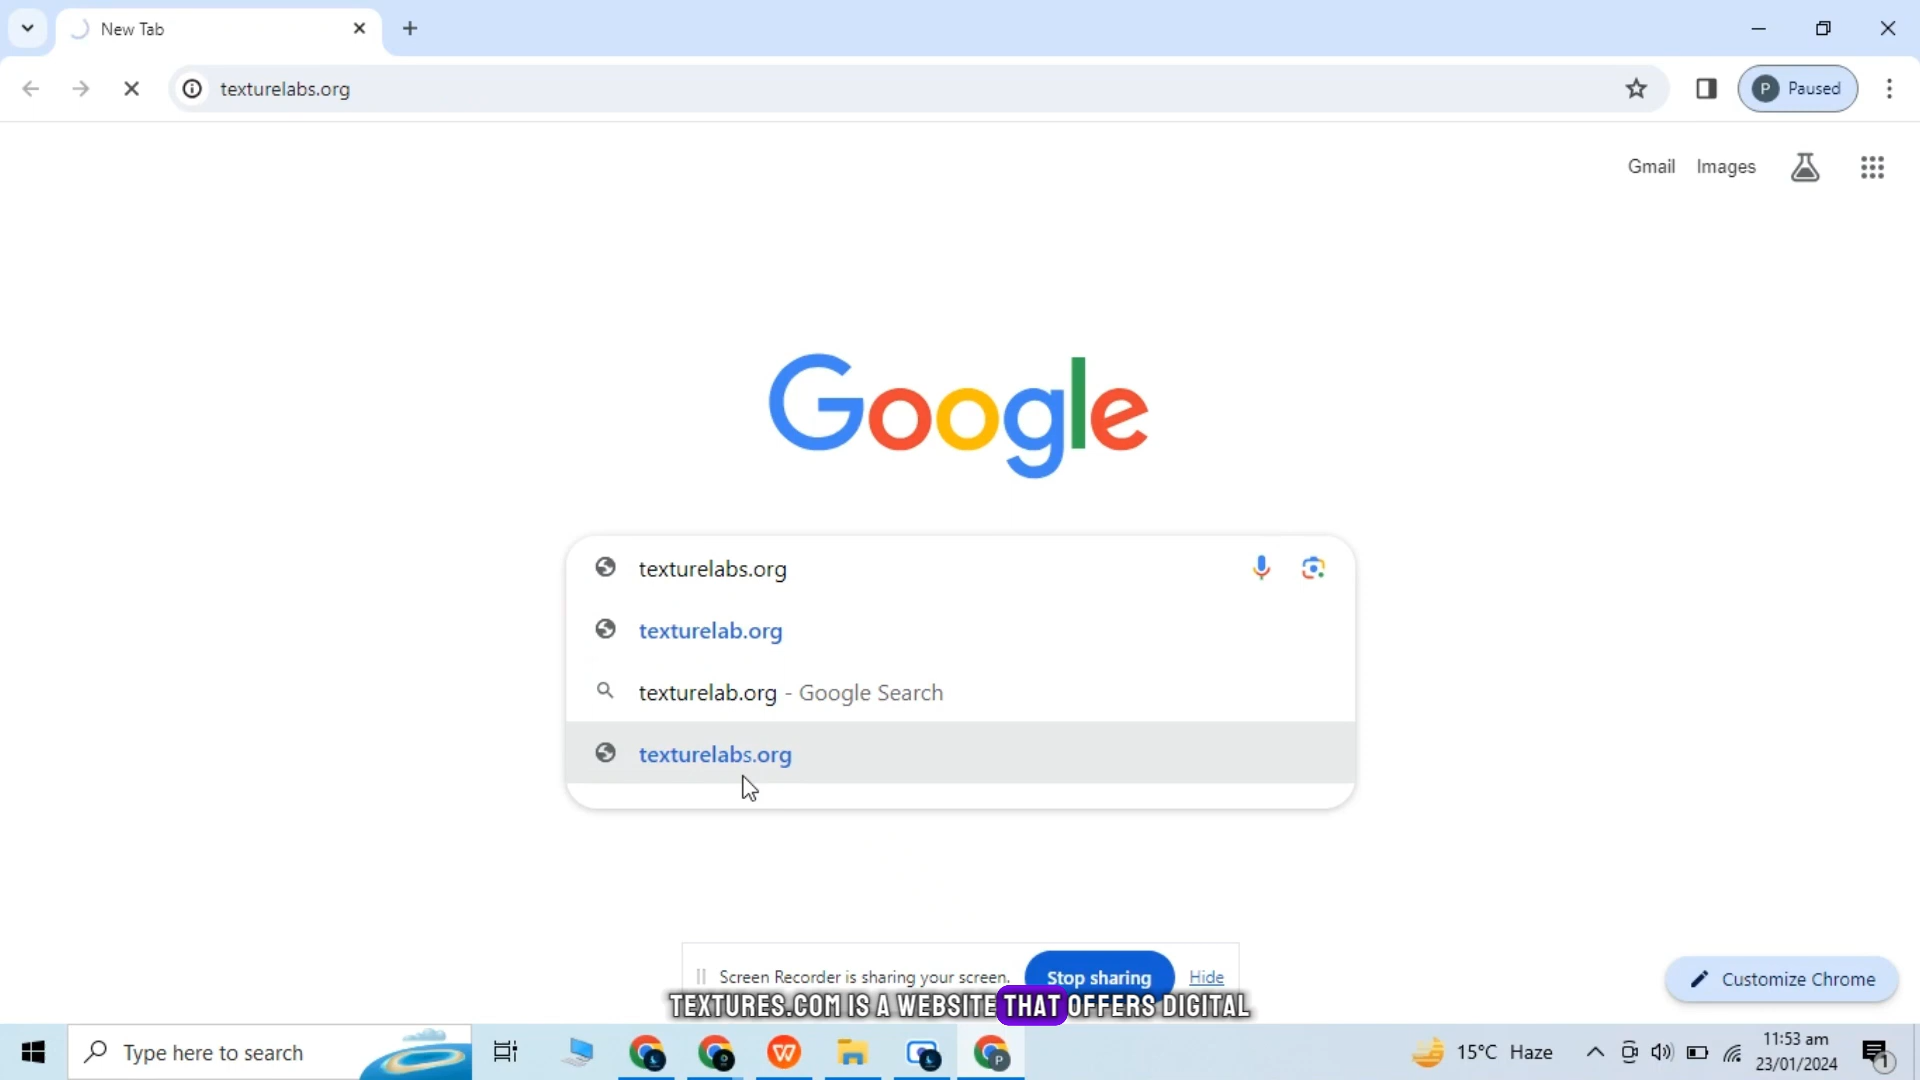 New Tab
texturelabs.org
P Paused
Gmail Images
Google
texturelabs.org
texturelab.org
texturelab.org - Google Search
texturelabs.org
Screen Recorder is sharing your screen. Stop sharing Hide
Customize Chrome
TEXTURES.COM IS A WEBSITE THAT OFFERS DIGITAL
Type here to search
W
P
15°C Haze
11:53 am
23/01/2024
1